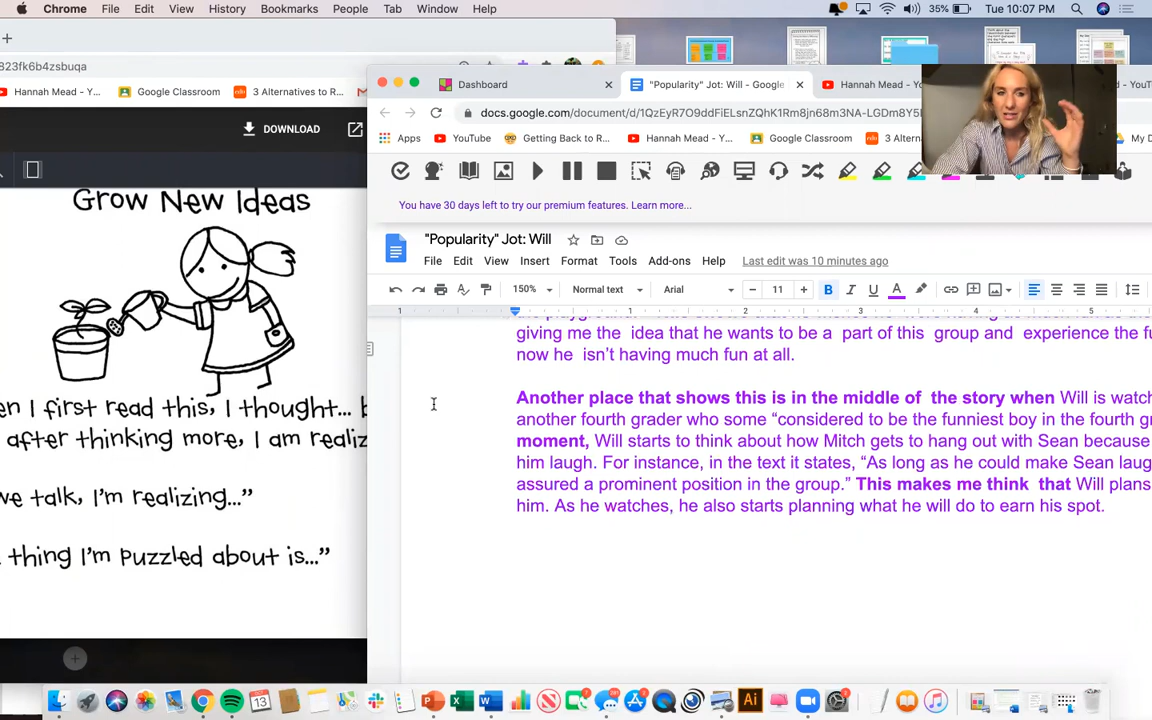 Chrome File Edit View History Bookmarks People Tab Window Help 35% Tue 10:07 PM
Dashboard "Popularity" Jot: Will - Google Hannah Mead - Y
823fk6b4zsbuqa
docs.google.com/document/d/1QzEyR7O9ddFiELsnZQhK1Rm8jn68m3NA-LGDm8Y5
Hannah Mead - Y... Google Classroom 3 Alternatives to R...
Apps YouTube Getting Back to R... Hannah Mead - Y... Google Classroom 3 Altern
DOWNLOAD
You have 30 days left to try our premium features. Learn more...
"Popularity" Jot: Will
File Edit View Insert Format Tools Add-ons Help Last edit was 10 minutes ago
150% Normal text Arial 11
Grow New Ideas
en I first read this, I thought... b
after thinking more, I am realiz
we talk, I'm realizing..."
thing I'm puzzled about is..."
giving me the idea that he wants to be a part of this group and experience the fu
now he isn't having much fun at all.
Another place that shows this is in the middle of the story when Will is watch
another fourth grader who some "considered to be the funniest boy in the fourth gr
moment, Will starts to think about how Mitch gets to hang out with Sean because
him laugh. For instance, in the text it states, "As long as he could make Sean laug
assured a prominent position in the group." This makes me think that Will plans
him. As he watches, he also starts planning what he will do to earn his spot.